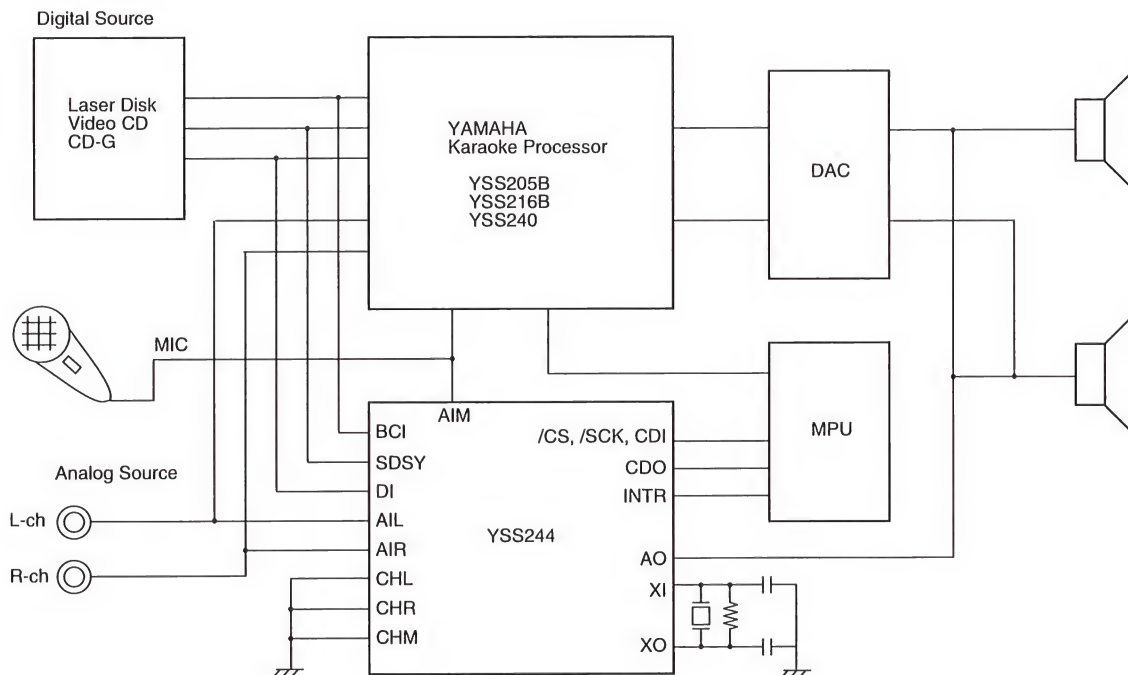 Digital Source
Laser Disk
Video CD
CD-G
YAMAHA
Karaoke Processor
YSS205B
YSS216B
YSS240
DAC
MIC
AIM
MPU
BCI
SDSY
DI
AIL
AIR
CHL
CHR
CHM
/CS, /SCK, CDI
CDO
INTR
YSS244
AO
XI
XO
Analog Source
L-ch
R-ch